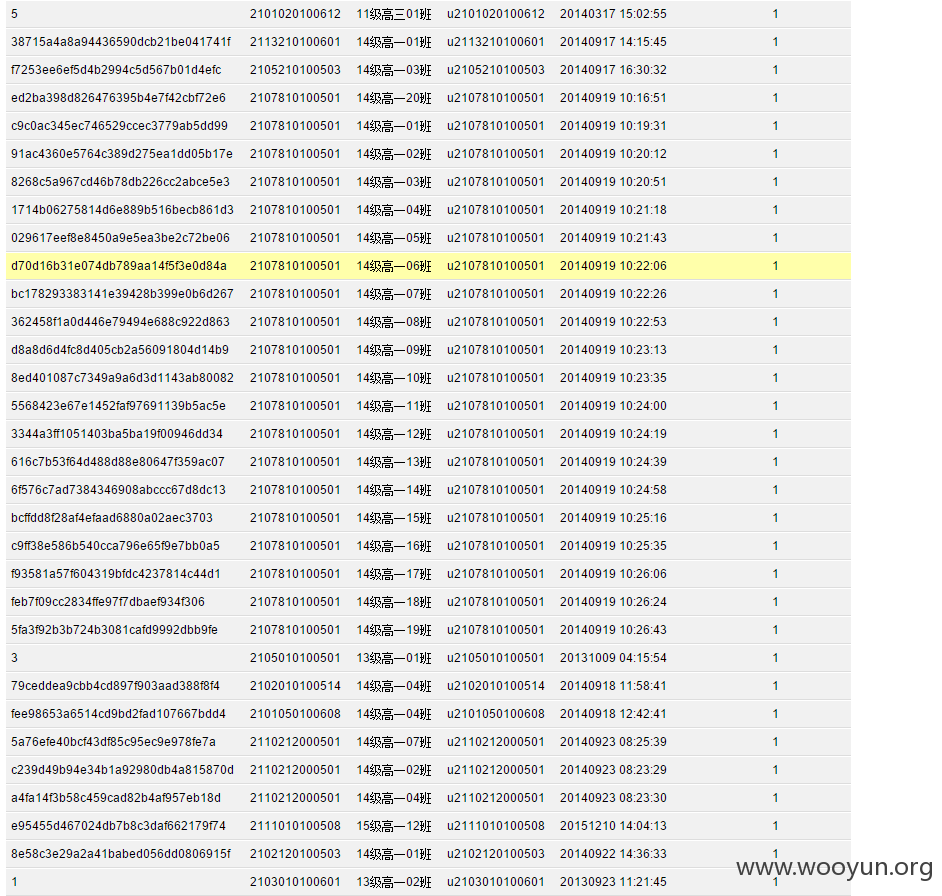 5 2101020100612 11级高三01班 u2101020100612 20140317 15:02:55 1
38715a4a8a94436590dcb21be041741f 2113210100601 14级高一01班 u2113210100601 20140917 14:15:45 1
f7253ee6ef5d4b2994c5d567b01d4efc 2105210100503 14级高一03班 u2105210100503 20140917 16:30:32 1
ed2ba398d826476395b4e7f42cbf72e6 2107810100501 14级高一20班 u2107810100501 20140919 10:16:51 1
c9c0ac345ec746529ccec3779ab5dd99 2107810100501 14级高一01班 u2107810100501 20140919 10:19:31 1
91ac4360e5764c389d275ea1dd05b17e 2107810100501 14级高一02班 u2107810100501 20140919 10:20:12 1
8268c5a967cd46b78db226cc2abce5e3 2107810100501 14级高一03班 u2107810100501 20140919 10:20:51 1
1714b06275814d6e889b516becb861d3 2107810100501 14级高一04班 u2107810100501 20140919 10:21:18 1
029617eef8e8450a9e5ea3be2c72be06 2107810100501 14级高一05班 u2107810100501 20140919 10:21:43 1
d70d16b31e074db789aa14f5f3e0d84a 2107810100501 14级高一06班 u2107810100501 20140919 10:22:06 1
bc178293383141e39428b399e0b6d267 2107810100501 14级高一07班 u2107810100501 20140919 10:22:26 1
362458f1a0d446e79494e688c922d863 2107810100501 14级高一08班 u2107810100501 20140919 10:22:53 1
d8a8d6d4fc8d405cb2a56091804d14b9 2107810100501 14级高一09班 u2107810100501 20140919 10:23:13 1
8ed401087c7349a9a6d3d1143ab80082 2107810100501 14级高一10班 u2107810100501 20140919 10:23:35 1
5568423e67e1452faf97691139b5ac5e 2107810100501 14级高一11班 u2107810100501 20140919 10:24:00 1
3344a3ff1051403ba5ba19f00946dd34 2107810100501 14级高一12班 u2107810100501 20140919 10:24:19 1
616c7b53f64d488d88e80647f359ac07 2107810100501 14级高一13班 u2107810100501 20140919 10:24:39 1
6f576c7ad7384346908abccc67d8dc13 2107810100501 14级高一14班 u2107810100501 20140919 10:24:58 1
bcffdd8f28af4efaad6880a02aec3703 2107810100501 14级高一15班 u2107810100501 20140919 10:25:16 1
c9ff38e586b540cca796e65f9e7bb0a5 2107810100501 14级高一16班 u2107810100501 20140919 10:25:35 1
f93581a57f604319bfdc4237814c44d1 2107810100501 14级高一17班 u2107810100501 20140919 10:26:06 1
feb7f09cc2834ffe97f7dbaef934f306 2107810100501 14级高一18班 u2107810100501 20140919 10:26:24 1
5fa3f92b3b724b3081cafd9992dbb9fe 2107810100501 14级高一19班 u2107810100501 20140919 10:26:43 1
3 2105010100501 13级高一01班 u2105010100501 20131009 04:15:54 1
79ceddea9cbb4cd897f903aad388f8f4 2102010100514 14级高一04班 u2102010100514 20140918 11:58:41 1
fee98653a6514cd9bd2fad107667bdd4 2101050100608 14级高一04班 u2101050100608 20140918 12:42:41 1
5a76efe40bcf43df85c95ec9e978fe7a 2110212000501 14级高一07班 u2110212000501 20140923 08:25:39 1
c239d49b94e34b1a92980db4a815870d 2110212000501 14级高一02班 u2110212000501 20140923 08:23:29 1
a4fa14f3b58c459cad82b4af957eb18d 2110212000501 14级高一04班 u2110212000501 20140923 08:23:30 1
e95455d467024db7b8c3daf662179f74 2111010100508 15级高一12班 u2111010100508 20151210 14:04:13 1
8e58c3e29a2a41babed056dd0806915f 2102120100503 14级高一01班 u2102120100503 20140922 14:36:33 1
1 2103010100601 13级高一02班 u2103010100601 20130923 11:21:45 1
www.wooyun.org